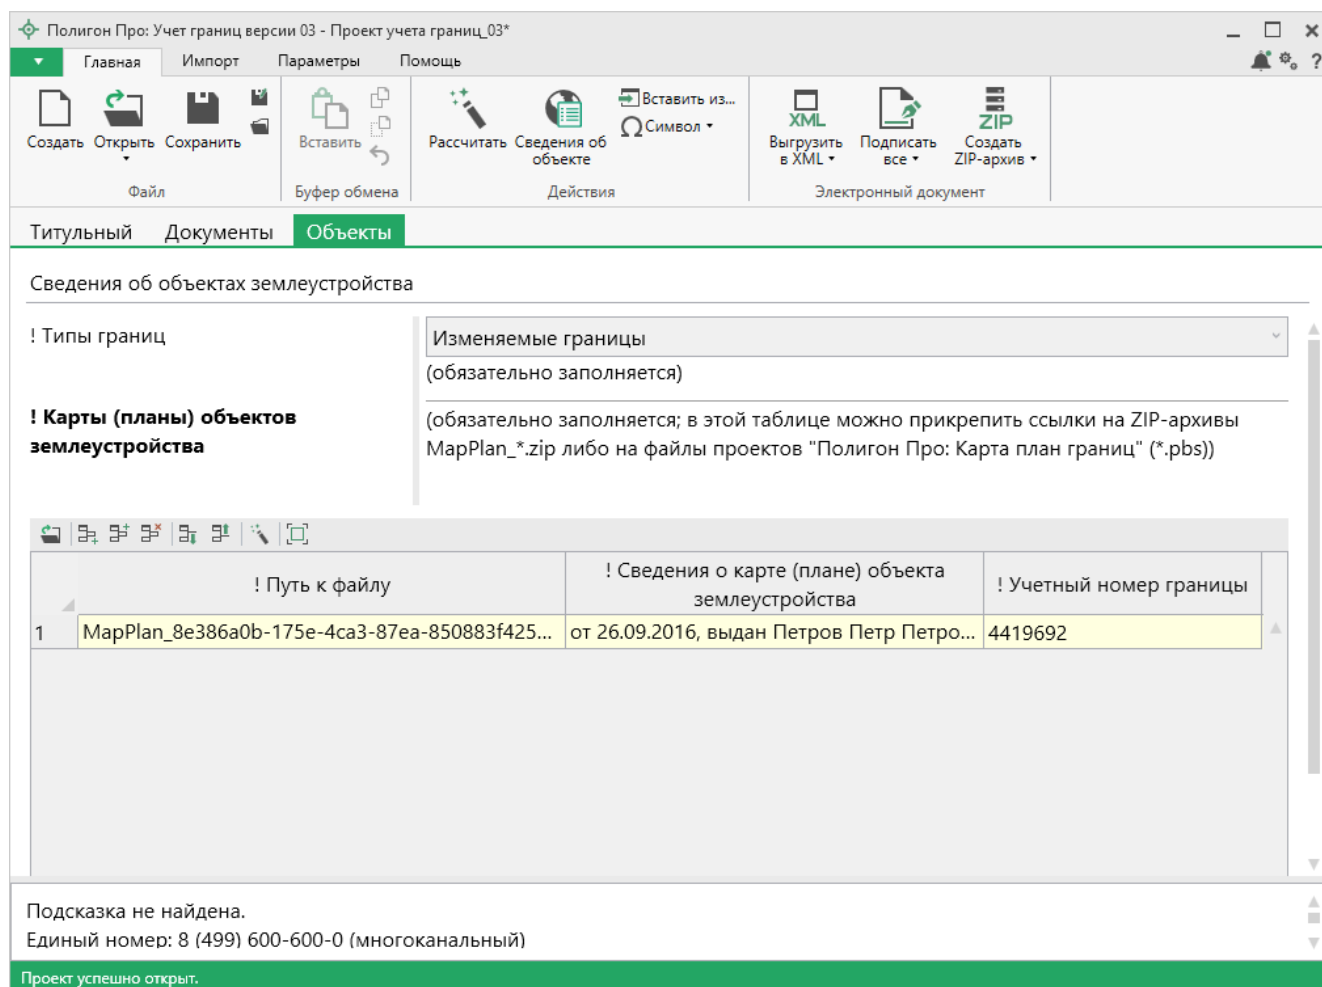 Полигон Про: Учет границ версии 03 - Проект учета границ_03*
Главная Импорт Параметры Помощь
?
Вставить из...
Символ
XML
ZIP
Создать Открыть Сохранить Вставить Рассчитать Сведения об объекте Выгрузить в XML Подписать все Создать ZIP-архив
Файл Буфер обмена Действия Электронный документ
Титульный Документы Объекты
Сведения об объектах землеустройства
! Типы границ
Изменяемые границы
(обязательно заполняется)
! Карты (планы) объектов
землеустройства
(обязательно заполняется; в этой таблице можно прикрепить ссылки на ZIP-архивы
MapPlan_*.zip либо на файлы проектов "Полигон Про: Карта план границ" (*.pbs))
! Путь к файлу
! Сведения о карте (плане) объекта
землеустройства
! Учетный номер границы
1 MapPlan_8e386a0b-175e-4ca3-87ea-850883f425... от 26.09.2016, выдан Петров Петр Петро... 4419692
Подсказка не найдена.
Единый номер: 8 (499) 600-600-0 (многоканальный)
Проект успешно открыт.